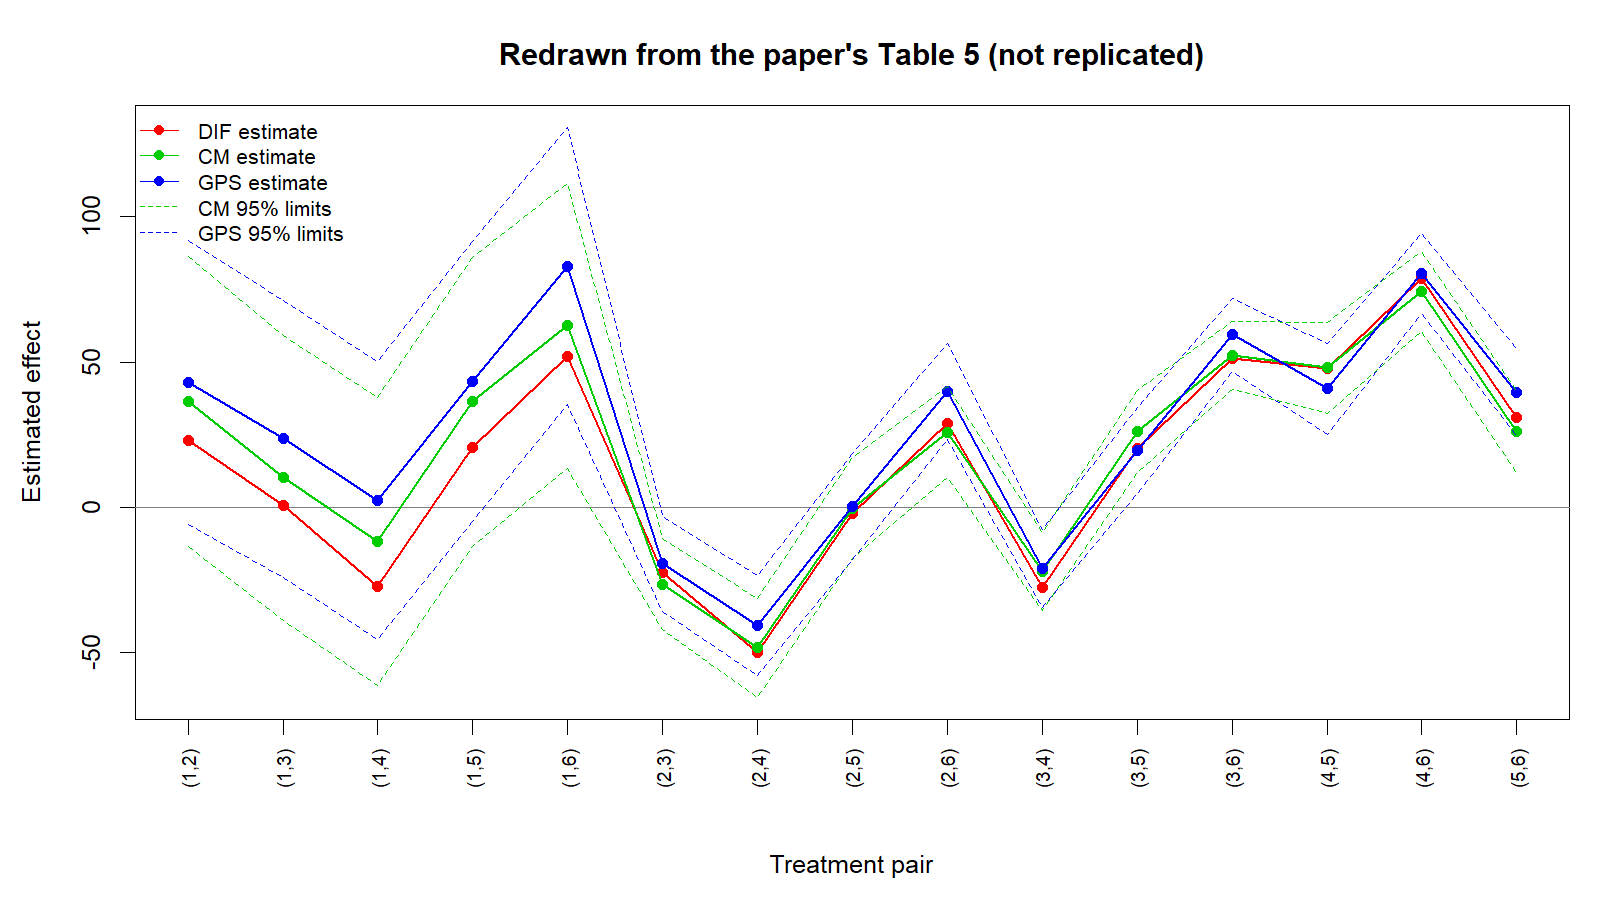 Redrawn from the paper's Table 5 (not replicated)
DIF estimate
CM estimate
GPS estimate
CM 95% limits
GPS 95% limits
Estimated effect
100
50
0
-50
(1,2)
(1,3)
(1,4)
(1,5)
(1,6)
(2,3)
(2,4)
(2,5)
(2,6)
(3,4)
(3,5)
(3,6)
(4,5)
(4,6)
(5,6)
Treatment pair